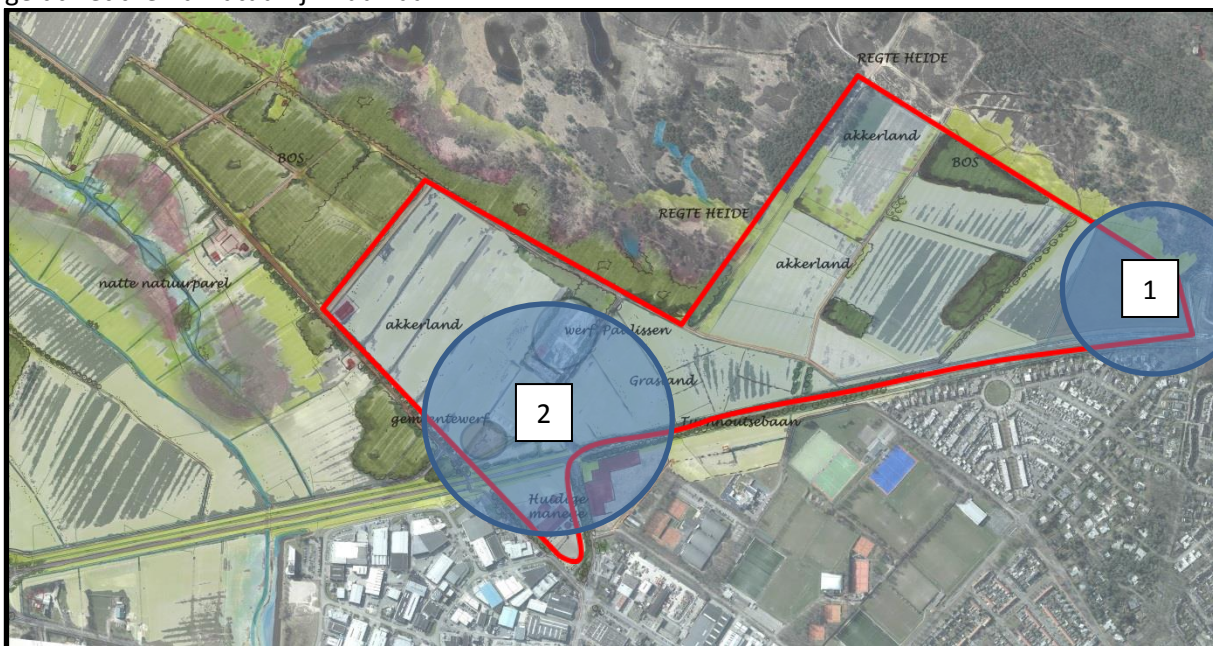 REGTE HEIDE
akkerland
BOS
BOS
REGTE HEIDE
akkerland
natte natuurparel
1
akkerland
werf Paulissen
Grasland
2
gemeentewerf
Turnhoutsebaan
Huidige
manege